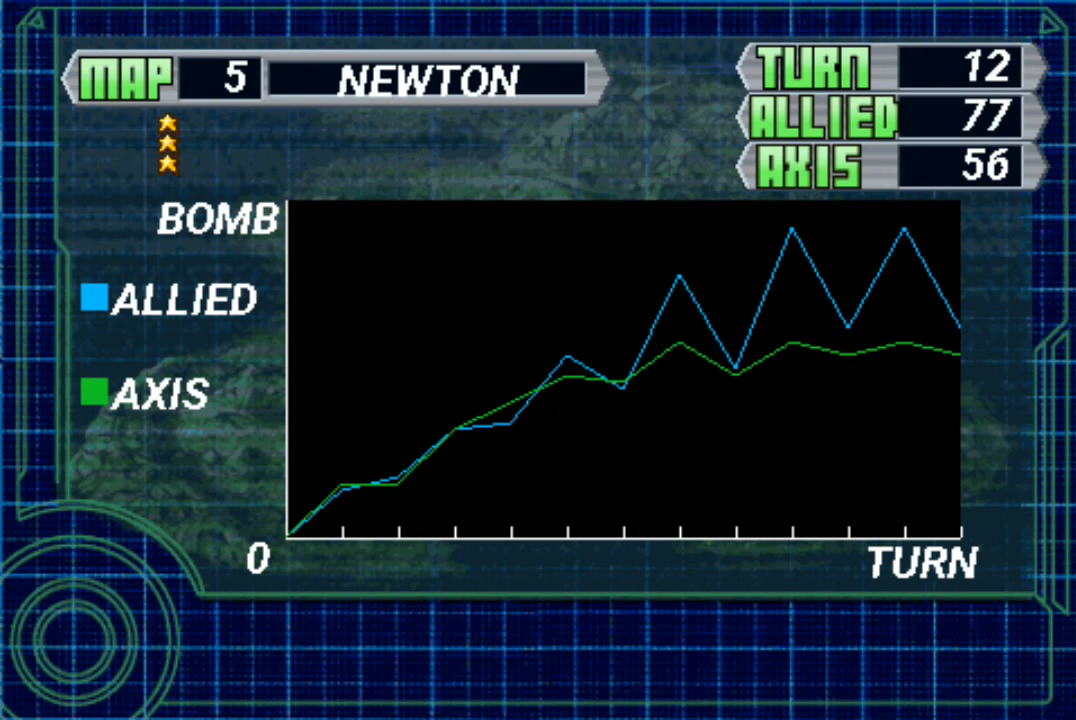 MAP 5 NEWTON
TURN 12
ALLIED 77
AXIS 56
BOMB
ALLIED
AXIS
0
TURN